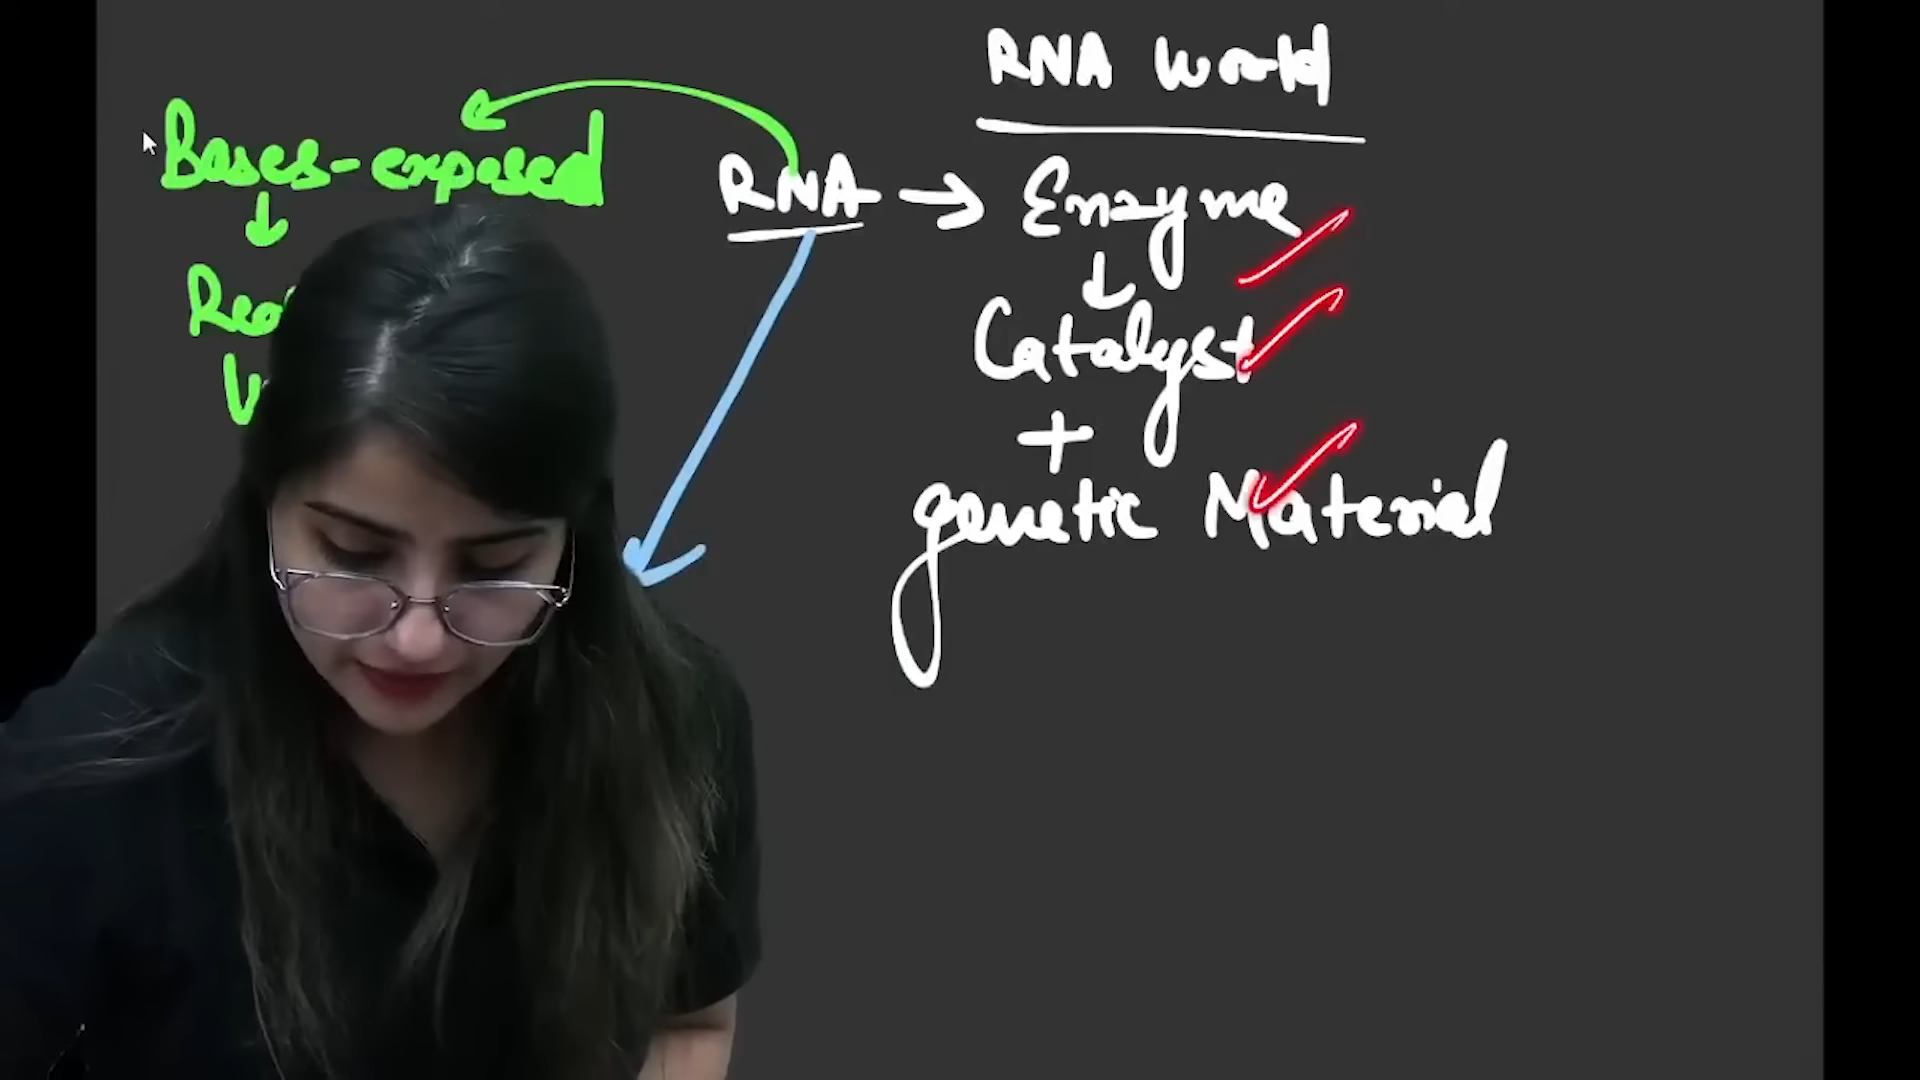 RNA World
Bases-exposed
RNA → Enzyme
↓
↓
Catalyst
+
genetic Material